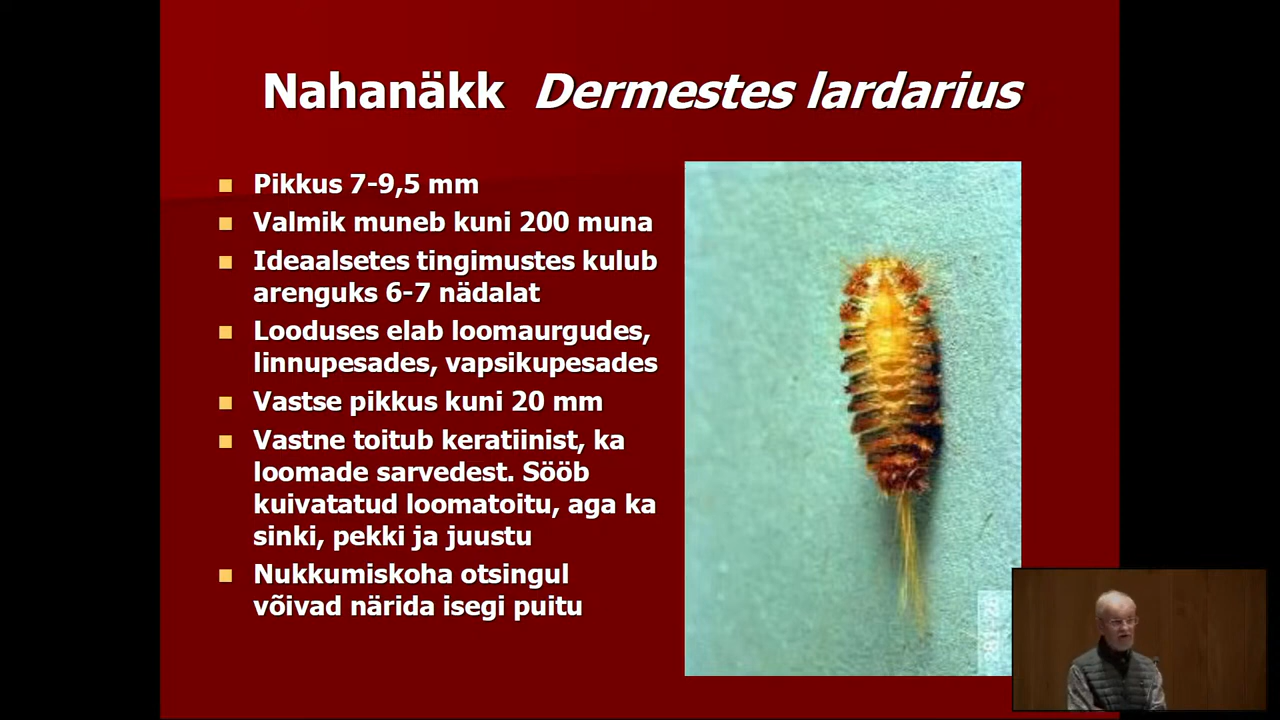 Nahanäkk Dermestes lardarius
Pikkus 7-9,5 mm
Valmik muneb kuni 200 muna
Ideaalsetes tingimustes kulub
arenguks 6-7 nädalat
Looduses elab loomaurgudes,
linnupesades, vapsikupesades
Vastse pikkus kuni 20 mm
Vastne toitub keratiinist, ka
loomade sarvedest. Sööb
kuivatatud loomatoitu, aga ka
sinki, pekki ja juustu
Nukkumiskoha otsingul
võivad närida isegi puitu